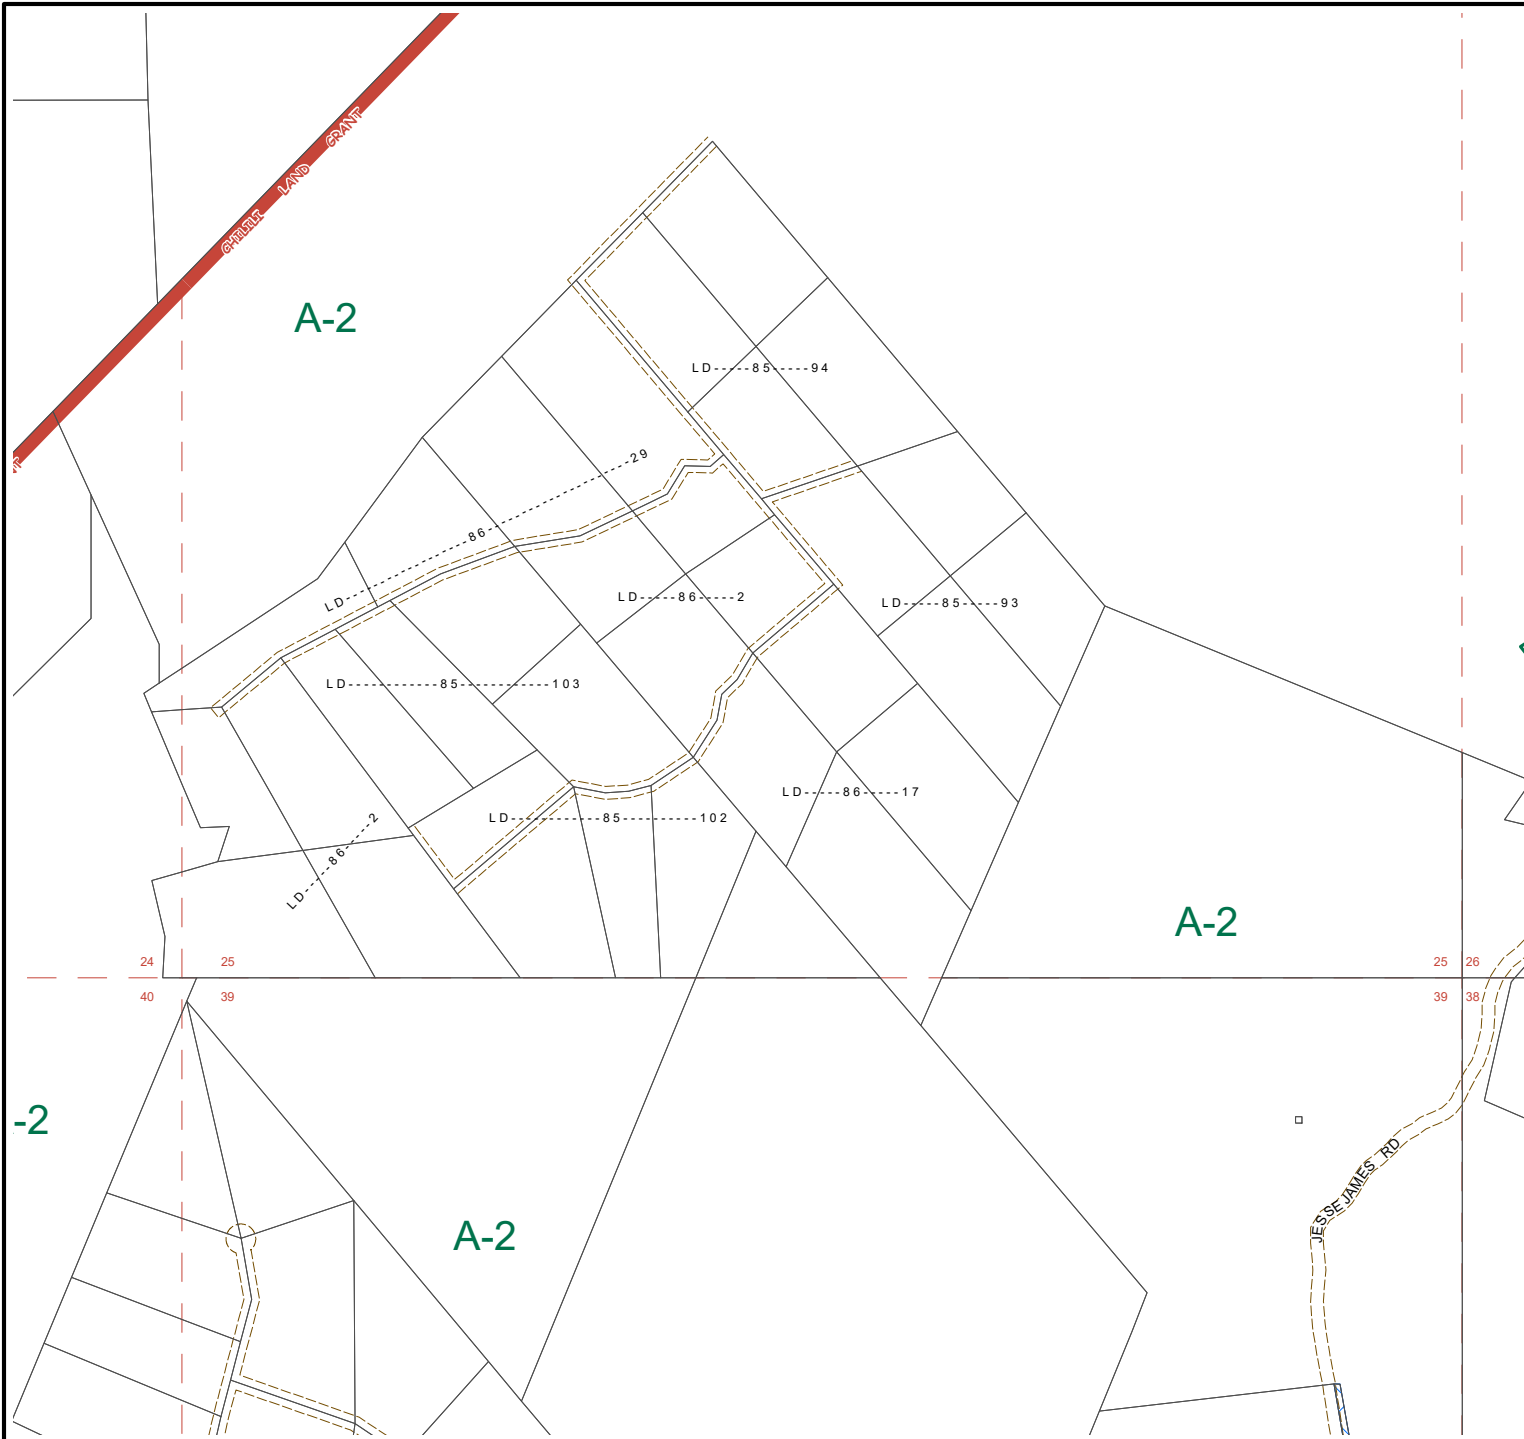 CHILILI LAND GRANT
A-2
LD-----85-----94
LD---------------86---------------29
LD-----86-----2
LD-----85-----93
LD------------85------------103
LD-----86-----17
LD------------85------------102
LD-----86-----2
A-2
24 25
40 39
25 26
39 38
-2
A-2
JESSE JAMES RD